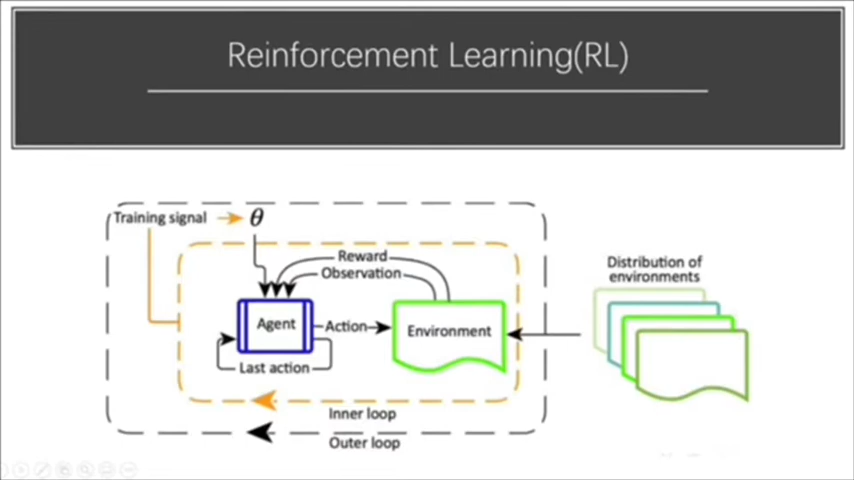 Reinforcement Learning(RL)
Training signal
θ
Reward
Observation
Distribution of
environments
Agent
Action
Environment
Last action
Inner loop
Outer loop